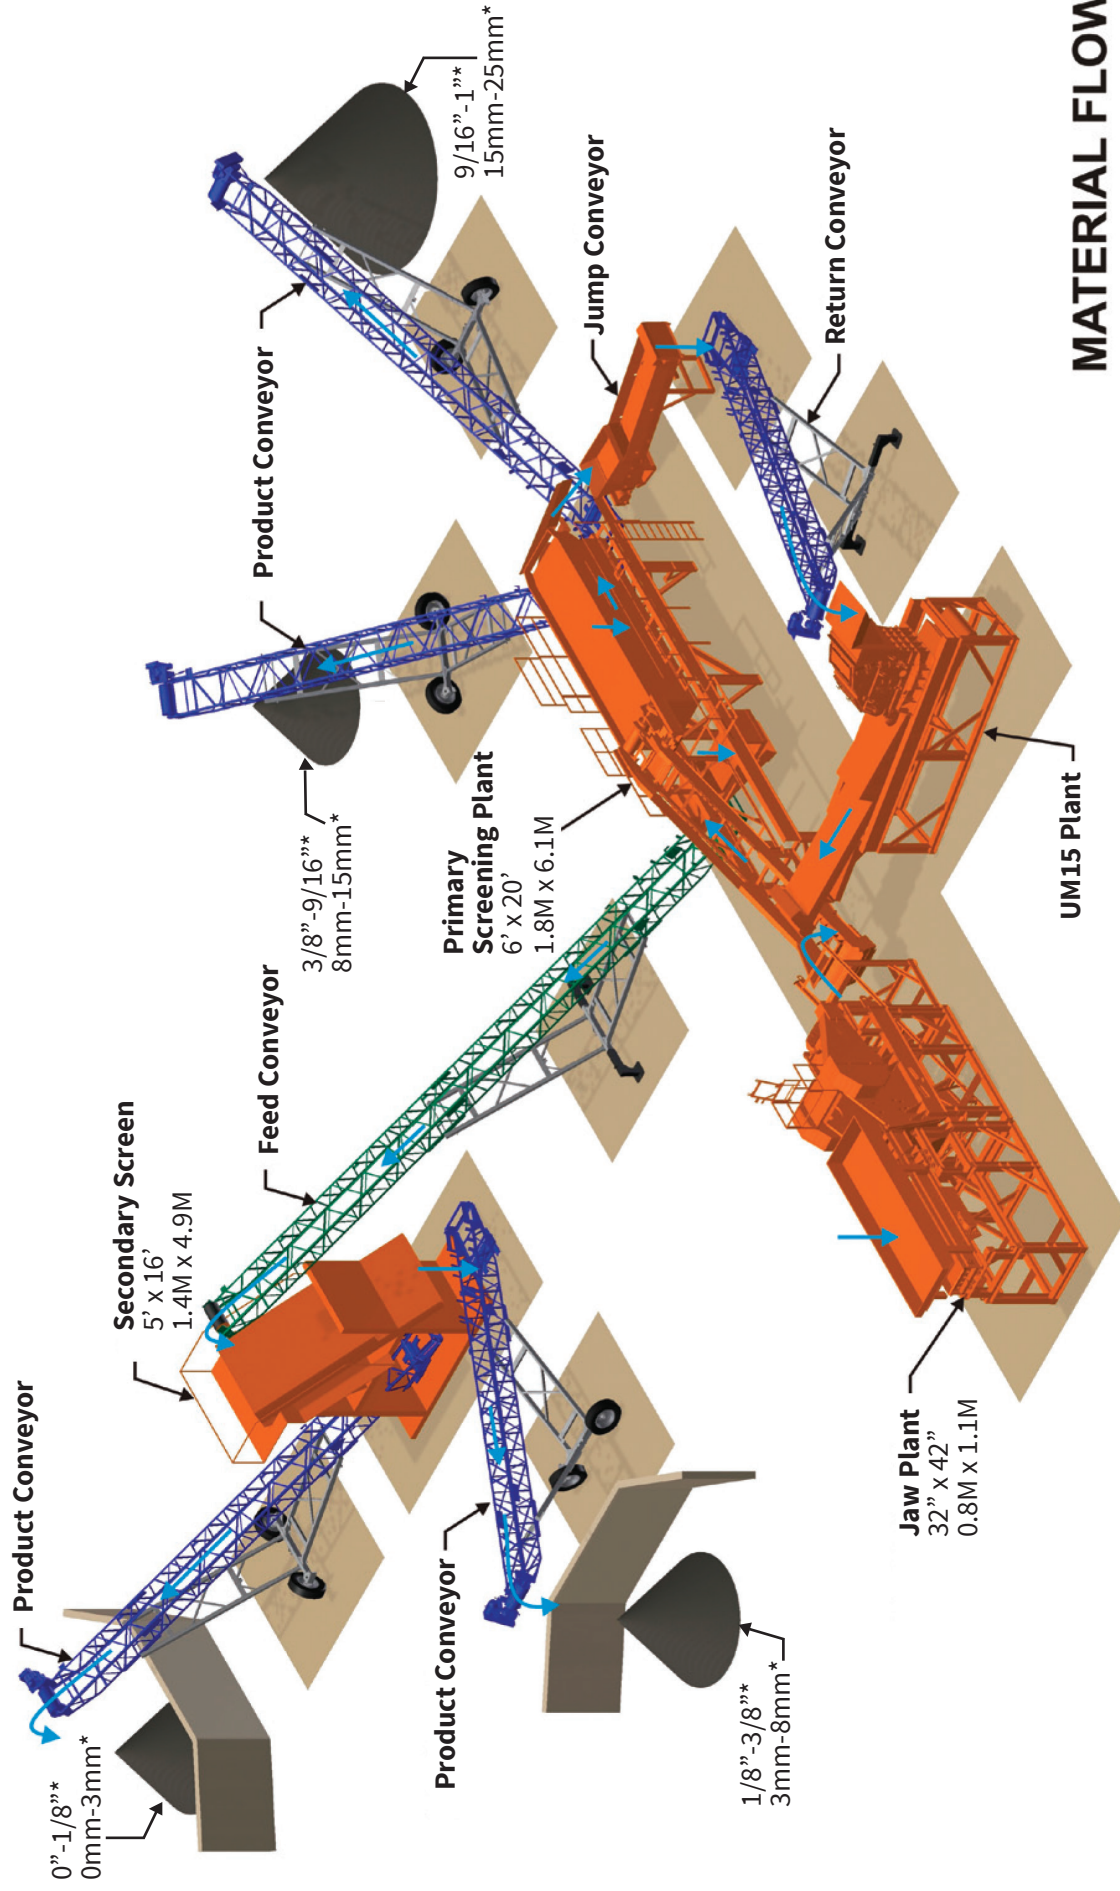 0”-1/8”*
0mm-3mm*
Product Conveyor
Secondary Screen
5’ x 16’
1.4M x 4.9M
Feed Conveyor
3/8”-9/16”*
8mm-15mm*
Product Conveyor
9/16”-1”*
15mm-25mm*
Primary
Screening Plant
6’ x 20’
1.8M x 6.1M
Jump Conveyor
Product Conveyor
Return Conveyor
1/8”-3/8”*
3mm-8mm*
Jaw Plant
32” x 42”
0.8M x 1.1M
UM15 Plant
MATERIAL FLOW